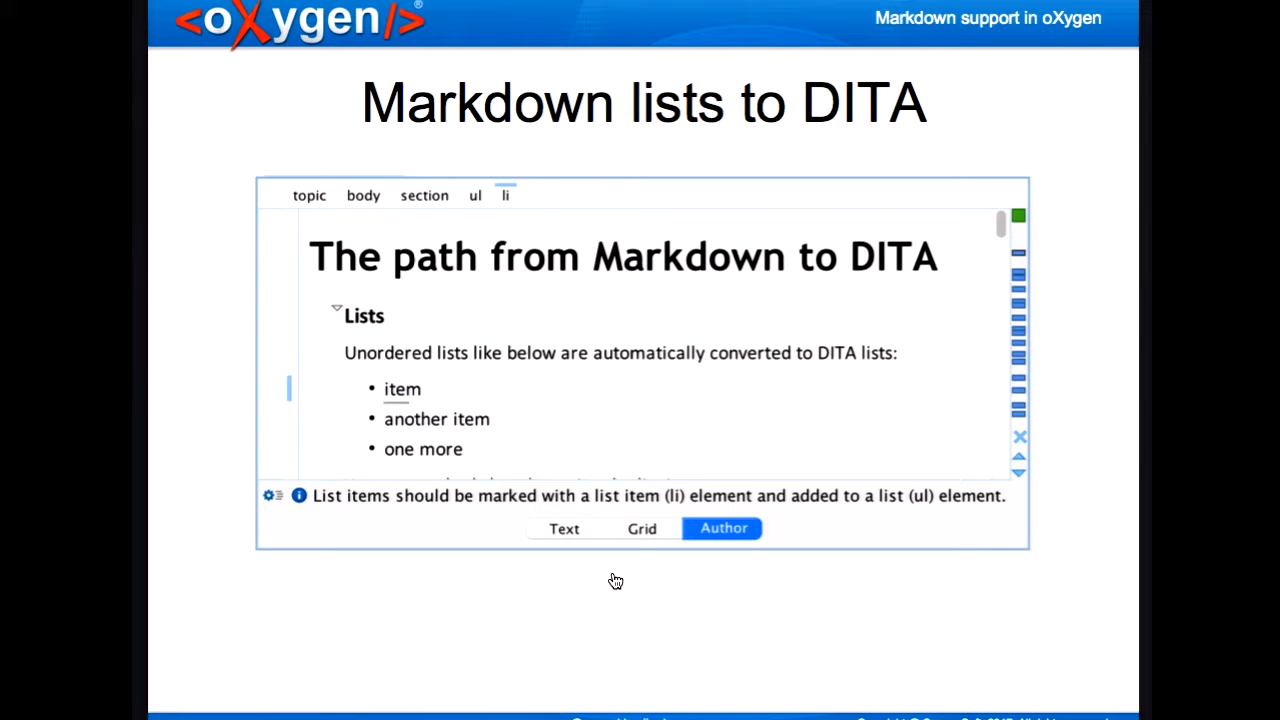 <oXygen/>®
Markdown support in oXygen
Markdown lists to DITA
topic body section ul li
The path from Markdown to DITA
Lists
Unordered lists like below are automatically converted to DITA lists:
• item
• another item
• one more
List items should be marked with a list item (li) element and added to a list (ul) element.
Text Grid Author